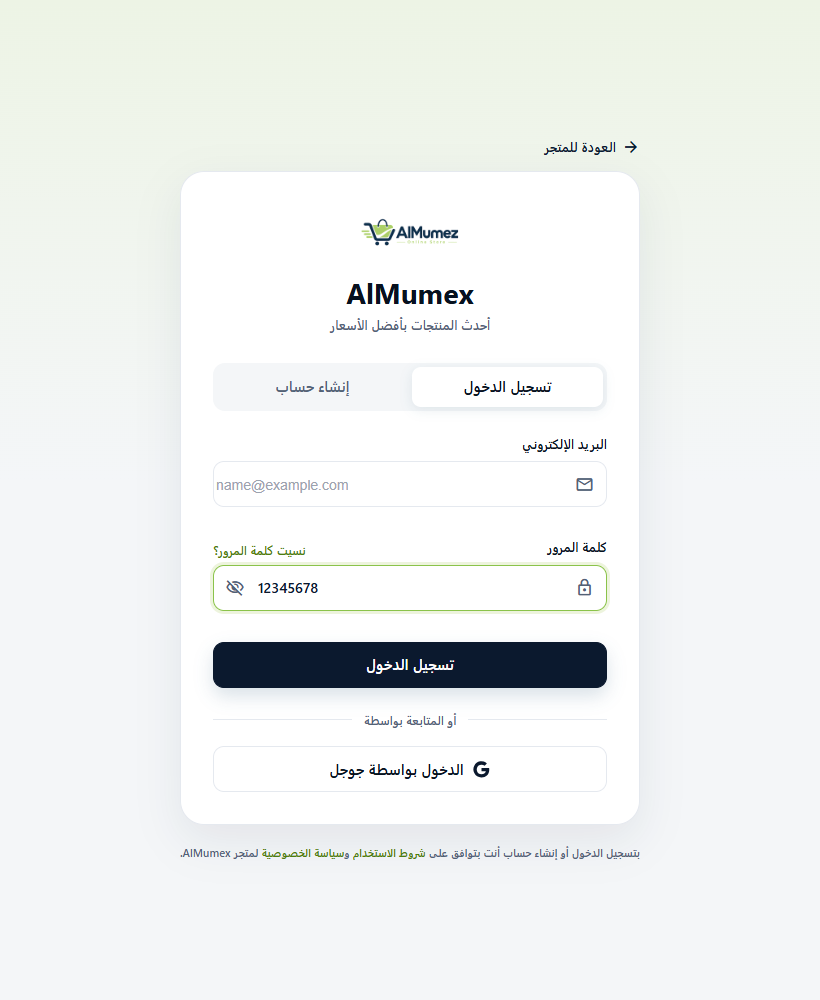 العودة للمتجر
AlMumez
Online Store
AlMumex
أحدث المنتجات بأفضل الأسعار
تسجيل الدخول
إنشاء حساب
البريد الإلكتروني
name@example.com
كلمة المرور
نسيت كلمة المرور؟
12345678
تسجيل الدخول
أو المتابعة بواسطة
الدخول بواسطة جوجل
بتسجيل الدخول أو إنشاء حساب أنت بتوافق على شروط الاستخدام وسياسة الخصوصية لمتجر AlMumex.